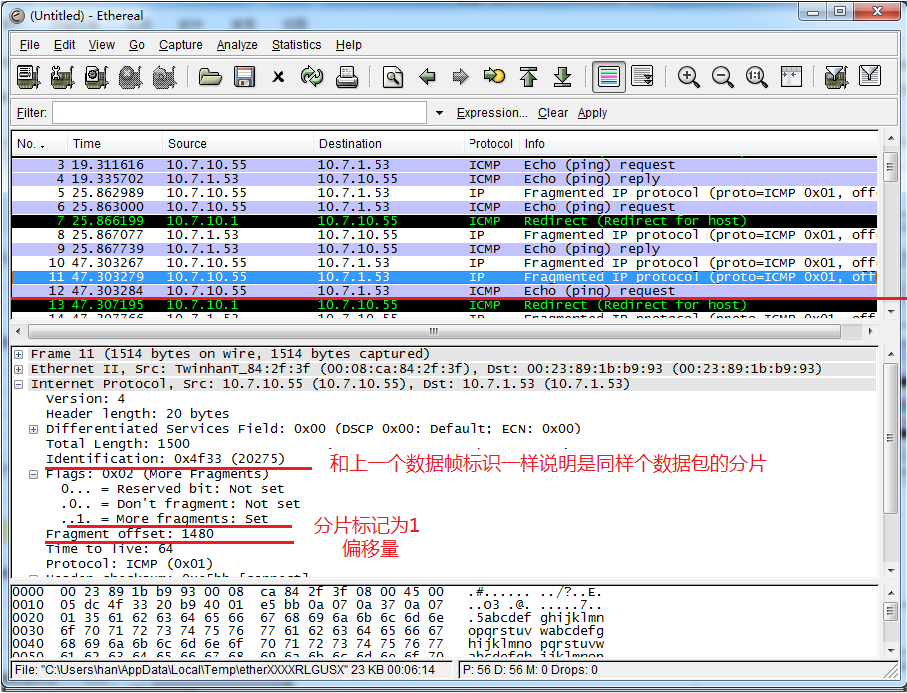 (Untitled) - Ethereal
File Edit View Go Capture Analyze Statistics Help
Filter: Expression... Clear Apply
No. . Time Source Destination Protocol Info
3 19.311616 10.7.10.55 10.7.1.53 ICMP Echo (ping) request
4 19.335702 10.7.1.53 10.7.10.55 ICMP Echo (ping) reply
5 25.862989 10.7.10.55 10.7.1.53 IP Fragmented IP protocol (proto=ICMP 0x01, off=
6 25.863000 10.7.10.55 10.7.1.53 ICMP Echo (ping) request
7 25.866199 10.7.10.1 10.7.10.55 ICMP Redirect (Redirect for host)
8 25.867077 10.7.1.53 10.7.10.55 IP Fragmented IP protocol (proto=ICMP 0x01, off=
9 25.867739 10.7.1.53 10.7.10.55 ICMP Echo (ping) reply
10 47.303267 10.7.10.55 10.7.1.53 IP Fragmented IP protocol (proto=ICMP 0x01, off=
11 47.303279 10.7.10.55 10.7.1.53 IP Fragmented IP protocol (proto=ICMP 0x01, off=
12 47.303284 10.7.10.55 10.7.1.53 ICMP Echo (ping) request
13 47.307195 10.7.10.1 10.7.10.55 ICMP Redirect (Redirect for host)
Frame 11 (1514 bytes on wire, 1514 bytes captured)
Ethernet II, Src: TwinhanT_84:2f:3f (00:08:ca:84:2f:3f), Dst: 00:23:89:1b:b9:93 (00:23:89:1b:b9:93)
Internet Protocol, Src: 10.7.10.55 (10.7.10.55), Dst: 10.7.1.53 (10.7.1.53)
Version: 4
Header length: 20 bytes
Differentiated Services Field: 0x00 (DSCP 0x00: Default; ECN: 0x00)
Total Length: 1500
Identification: 0x4f33 (20275) 和上一个数据帧标识一样说明是同样个数据包的分片
Flags: 0x02 (More Fragments)
0... = Reserved bit: Not set
.0.. = Don't fragment: Not set
..1. = More fragments: Set 分片标记为1
Fragment offset: 1480 偏移量
Time to live: 64
Protocol: ICMP (0x01)
0000 00 23 89 1b b9 93 00 08 ca 84 2f 3f 08 00 45 00 .#...... ../?..E.
0010 05 dc 4f 33 20 b9 40 01 e5 bb 0a 07 0a 37 0a 07 ..o3 .@. .....7..
0020 01 35 61 62 63 64 65 66 67 68 69 6a 6b 6c 6d 6e .5abcdef ghijklmn
0030 6f 70 71 72 73 74 75 76 77 61 62 63 64 65 66 67 opqrstuv wabcdefg
0040 68 69 6a 6b 6c 6d 6e 6f 70 71 72 73 74 75 76 77 hijklmno pqrstuvw
File: "C:\Users\han\AppData\Local\Temp\etherXXXXRLGUSX" 23 KB 00:06:14 P: 56 D: 56 M: 0 Drops: 0